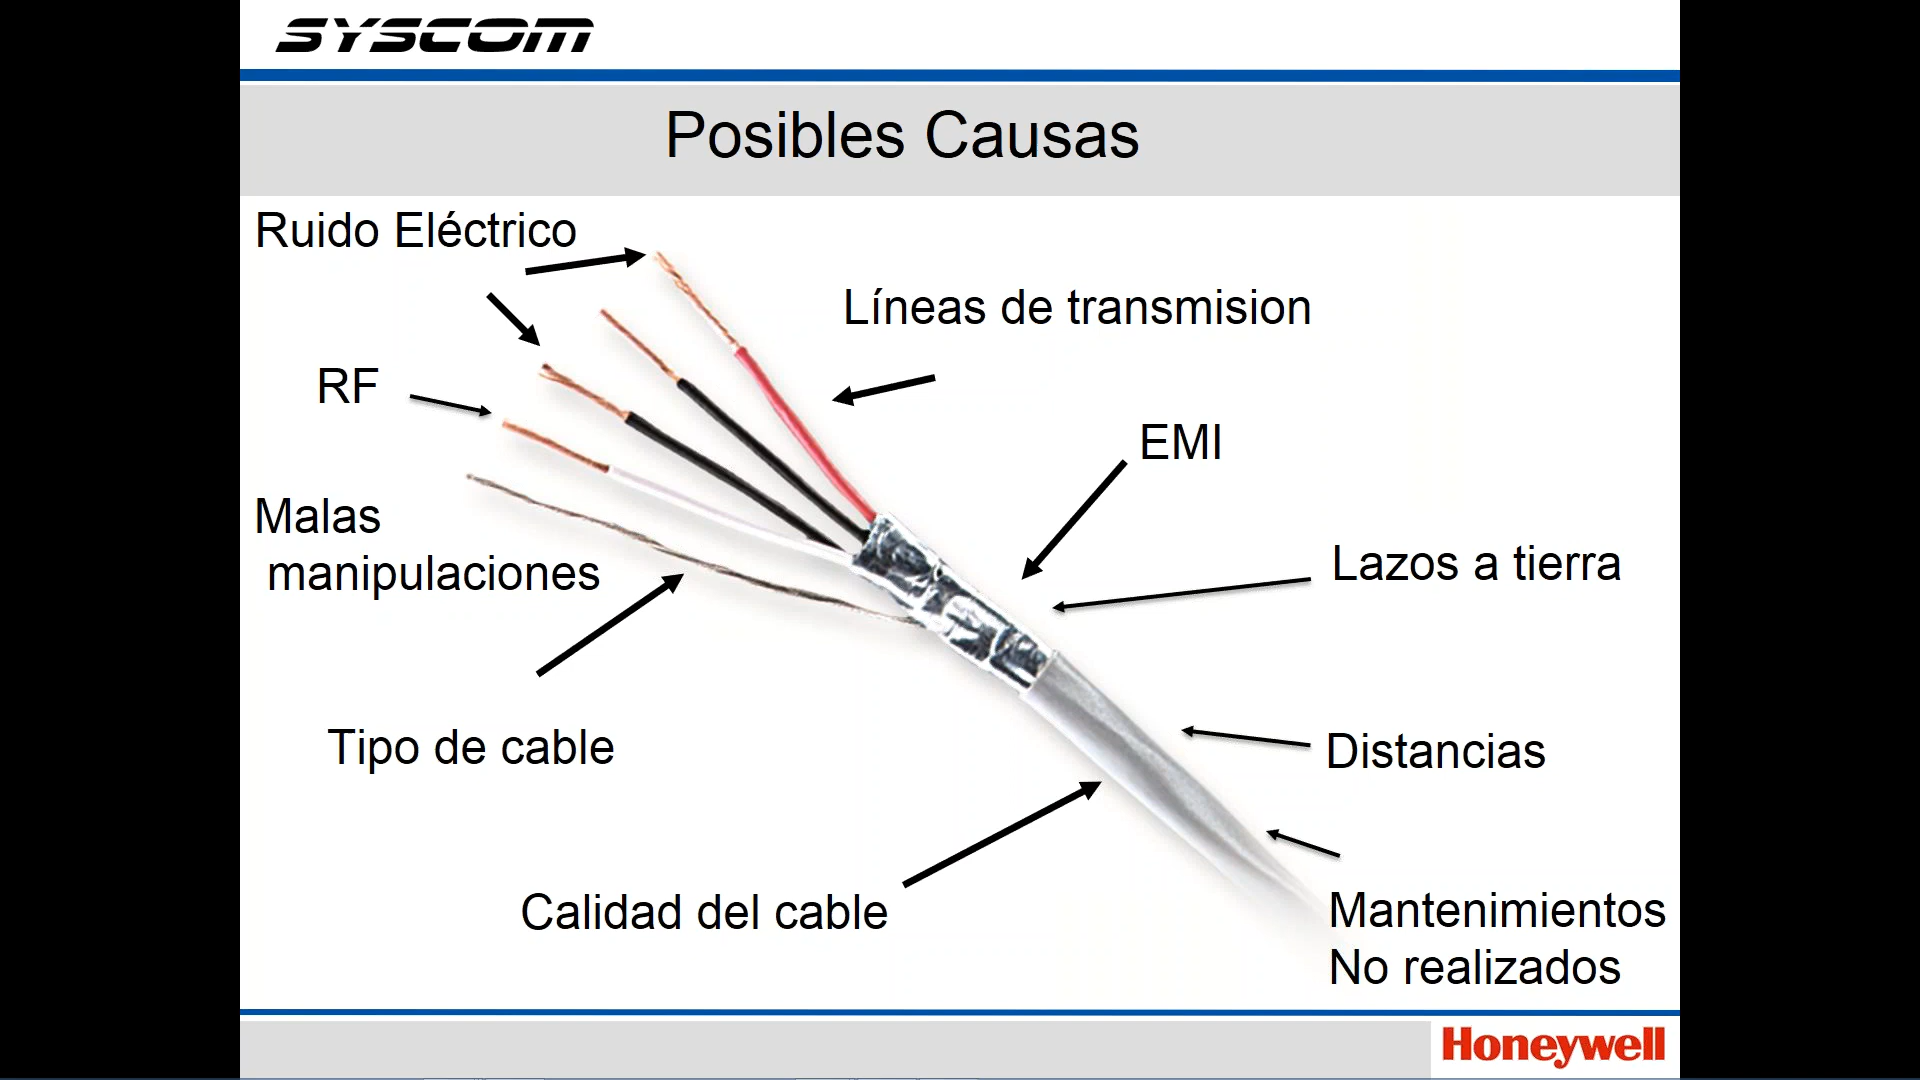 SYSCOM
Posibles Causas
Ruido Eléctrico
Líneas de transmision
RF
EMI
Malas
manipulaciones
Lazos a tierra
Tipo de cable
Distancias
Calidad del cable
Mantenimientos
No realizados
Honeywell